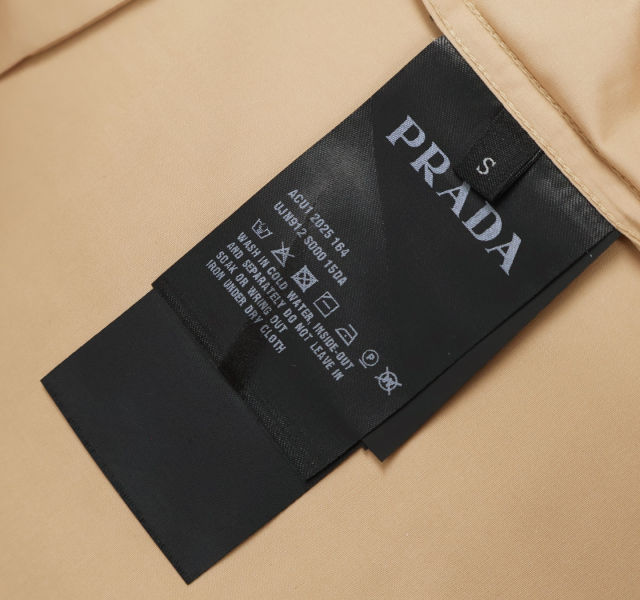 PRADA
S
ACU1 2025 164
UJN912 S000 150A
WASH IN COLD WATER, INSIDE-OUT
AND SEPARATELY DO NOT LEAVE IN
SOAK OR WRING OUT
IRON UNDER DRY CLOTH